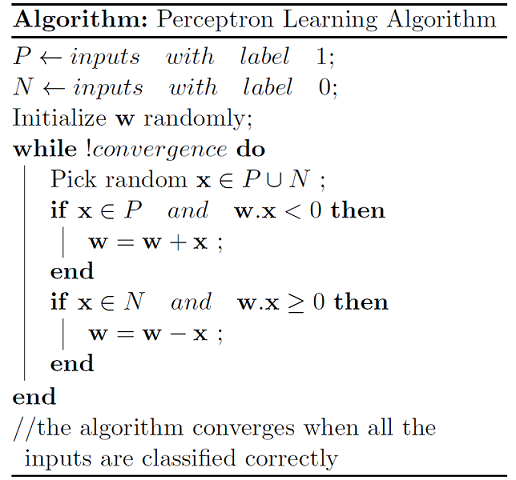 Algorithm: Perceptron Learning Algorithm
P ← inputs with label 1;
N ← inputs with label 0;
Initialize w randomly;
while !convergence do
Pick random x ∈ P ∪ N ;
if x ∈ P and w.x < 0 then
w = w + x ;
end
if x ∈ N and w.x ≥ 0 then
w = w − x ;
end
end
//the algorithm converges when all the
inputs are classified correctly